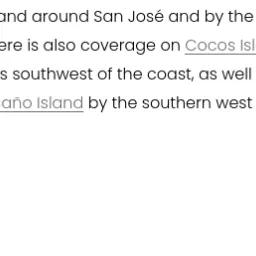 and around San José and by the
ere is also coverage on Cocos Isl
s southwest of the coast, as well
año Island by the southern west